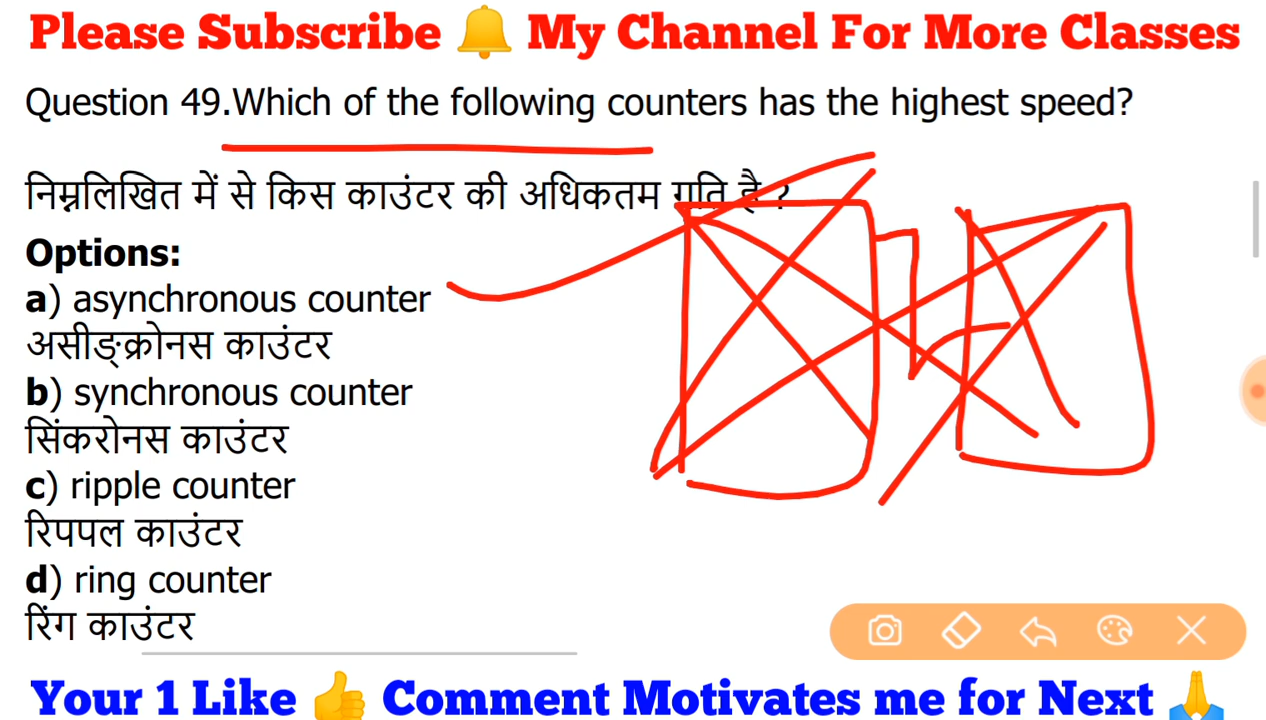 Please Subscribe 🔔 My Channel For More Classes
Question 49.Which of the following counters has the highest speed?
निम्नलिखित में से किस काउंटर की अधिकतम गति है ?
Options:
a) asynchronous counter
असीङ्क्रोनस काउंटर
b) synchronous counter
सिंकरोनस काउंटर
c) ripple counter
रिपपल काउंटर
d) ring counter
रिंग काउंटर
Your 1 Like 👍 Comment Motivates me for Next 🙏